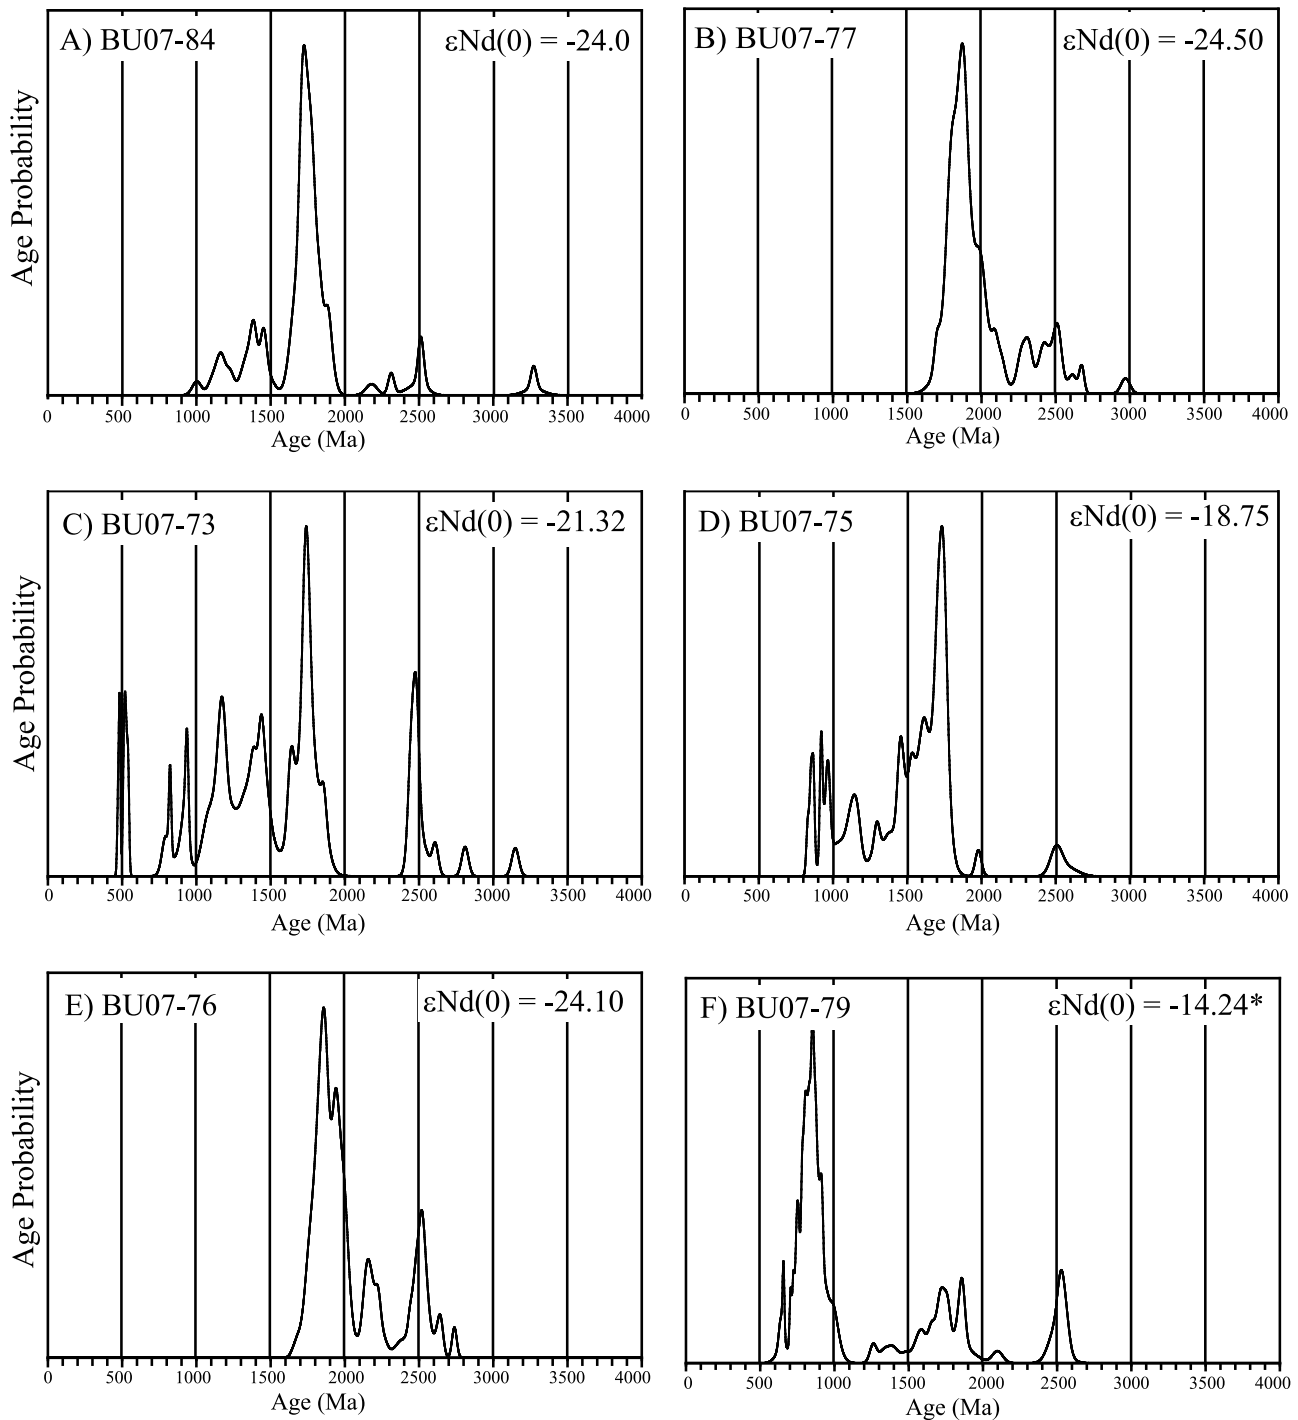 A) BU07-84
εNd(0) = -24.0
Age Probability
0 500 1000 1500 2000 2500 3000 3500 4000
Age (Ma)
B) BU07-77
εNd(0) = -24.50
0 500 1000 1500 2000 2500 3000 3500 4000
Age (Ma)
C) BU07-73
εNd(0) = -21.32
Age Probability
0 500 1000 1500 2000 2500 3000 3500 4000
Age (Ma)
D) BU07-75
εNd(0) = -18.75
0 500 1000 1500 2000 2500 3000 3500 4000
Age (Ma)
E) BU07-76
εNd(0) = -24.10
Age Probability
0 500 1000 1500 2000 2500 3000 3500 4000
Age (Ma)
F) BU07-79
εNd(0) = -14.24*
0 500 1000 1500 2000 2500 3000 3500 4000
Age (Ma)